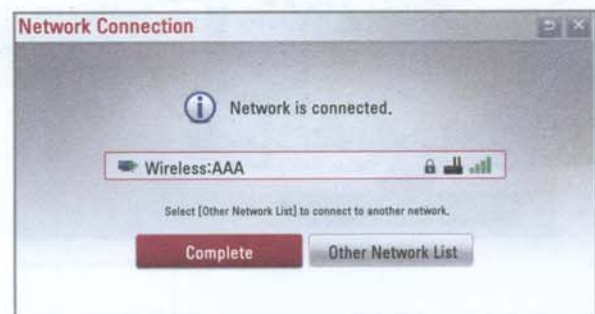 Network Connection
Network is connected.
Wireless:AAA
Select [Other Network List] to connect to another network.
Complete
Other Network List